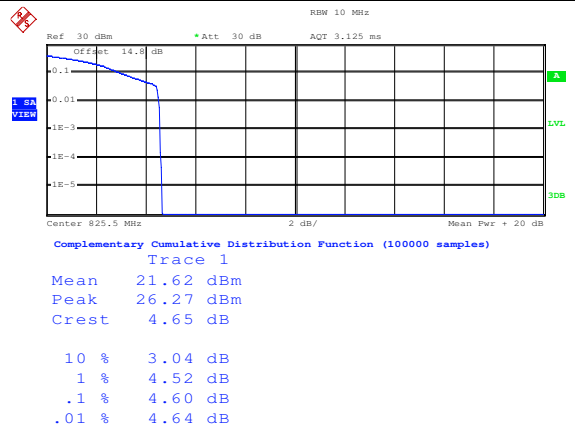 RBW 10 MHz
Ref 30 dBm *Att 30 dB AQT 3.125 ms
Offset 14.8 dB
0.1
A
1 SA
VIEW
0.01
LVL
1E-3
1E-4
1E-5
3DB
Center 825.5 MHz 2 dB/ Mean Pwr + 20 dB
Complementary Cumulative Distribution Function (100000 samples)
Trace 1
Mean 21.62 dBm
Peak 26.27 dBm
Crest 4.65 dB
10 % 3.04 dB
1 % 4.52 dB
.1 % 4.60 dB
.01 % 4.64 dB